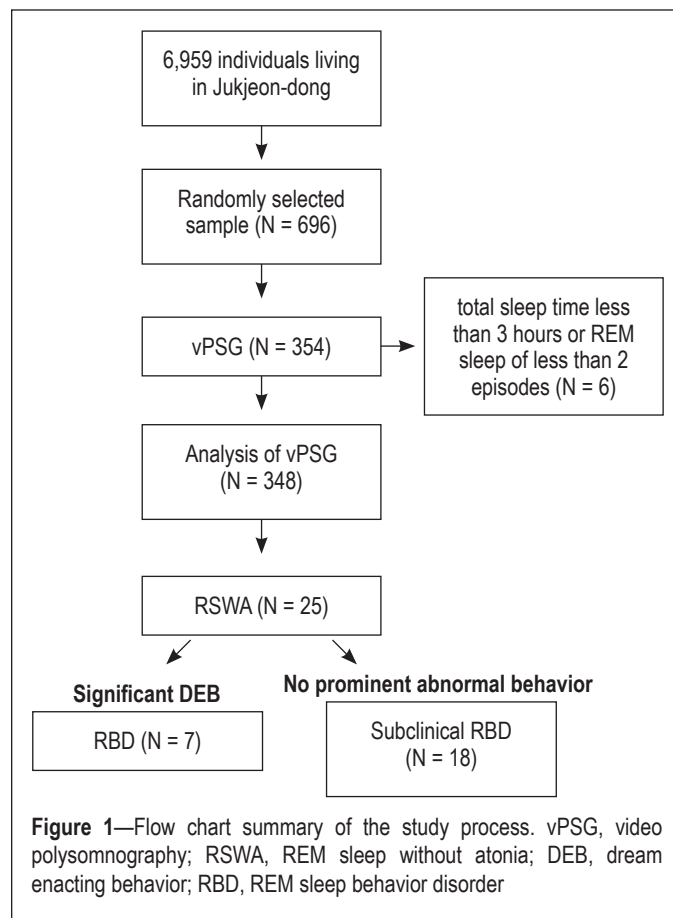 6,959 individuals living
in Jukjeon-dong
Randomly selected
sample (N = 696)
vPSG (N = 354)
total sleep time less
than 3 hours or REM
sleep of less than 2
episodes (N = 6)
Analysis of vPSG
(N = 348)
RSWA (N = 25)
Significant DEB
RBD (N = 7)
No prominent abnormal behavior
Subclinical RBD
(N = 18)
Figure 1—Flow chart summary of the study process. vPSG, video
polysomnography; RSWA, REM sleep without atonia; DEB, dream
enacting behavior; RBD, REM sleep behavior disorder